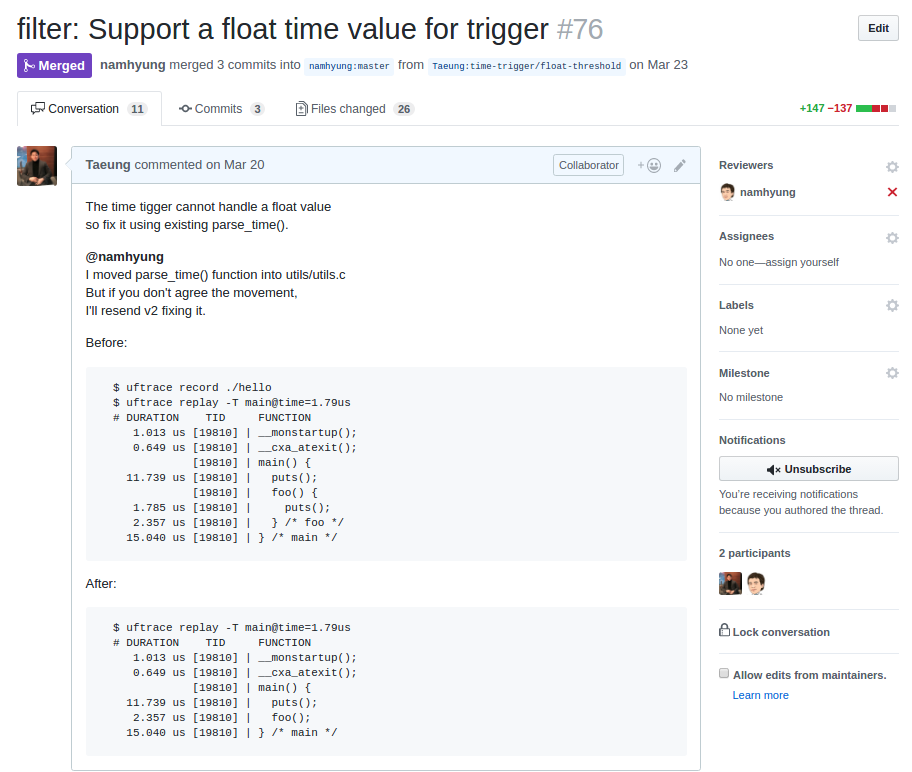 filter: Support a float time value for trigger #76
Edit
Merged namhyung merged 3 commits into namhyung:master from Taeung:time-trigger/float-threshold on Mar 23
Conversation 11 Commits 3 Files changed 26 +147 −137
Taeung commented on Mar 20 Collaborator +
The time tigger cannot handle a float value
so fix it using existing parse_time().
@namhyung
I moved parse_time() function into utils/utils.c
But if you don't agree the movement,
I'll resend v2 fixing it.
Before:
$ uftrace record ./hello
$ uftrace replay -T main@time=1.79us
# DURATION    TID     FUNCTION
   1.013 us [19810] | __monstartup();
   0.649 us [19810] | __cxa_atexit();
            [19810] | main() {
  11.739 us [19810] |   puts();
            [19810] |   foo() {
   1.785 us [19810] |     puts();
   2.357 us [19810] |   } /* foo */
  15.040 us [19810] | } /* main */
After:
$ uftrace replay -T main@time=1.79us
# DURATION    TID     FUNCTION
   1.013 us [19810] | __monstartup();
   0.649 us [19810] | __cxa_atexit();
            [19810] | main() {
  11.703 us [19810] |   puts();
   2.357 us [19810] |   foo();
  15.040 us [19810] | } /* main */
Reviewers
namhyung
Assignees
No one—assign yourself
Labels
None yet
Milestone
No milestone
Notifications
Unsubscribe
You're receiving notifications
because you authored the thread.
2 participants
Lock conversation
Allow edits from maintainers.
Learn more